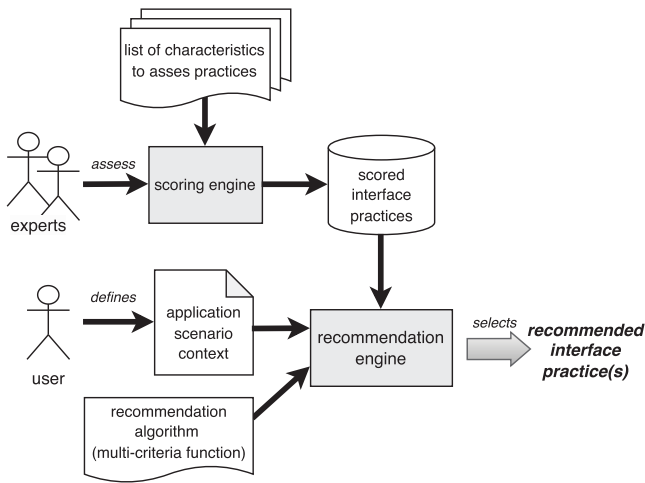 list of characteristics
to asses practices
assess
scoring engine
scored
interface
practices
experts
defines
application
scenario
context
user
recommendation
engine
selects
recommended
interface
practice(s)
recommendation
algorithm
(multi-criteria function)